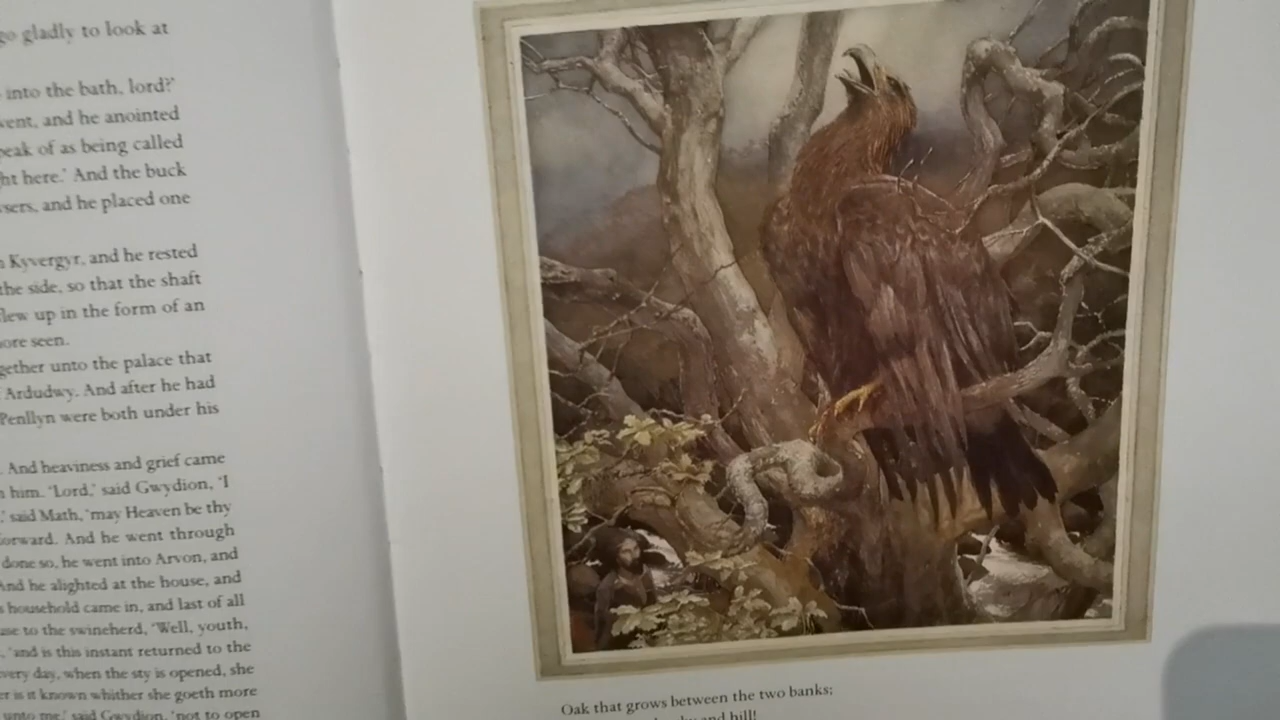 go gladly to look at
into the bath, lord?'
went, and he anointed
speak of as being called
ht here.' And the buck
sers, and he placed one
Kyvergyr, and he rested
the side, so that the shaft
flew up in the form of an
ore seen.
gether unto the palace that
Ardudwy. And after he had
Penllyn were both under his
. And heaviness and grief came
him. 'Lord,' said Gwydion, 'I
,' said Math, 'may Heaven be thy
forward. And he went through
done so, he went into Arvon, and
And he alighted at the house, and
household came in, and last of all
to the swineherd, 'Well, youth,
, 'and is this instant returned to the
every day, when the sty is opened, she
er is it known whither she goeth more
unto me,' said Gwydion, 'not to open
Oak that grows between the two banks;
and hill!